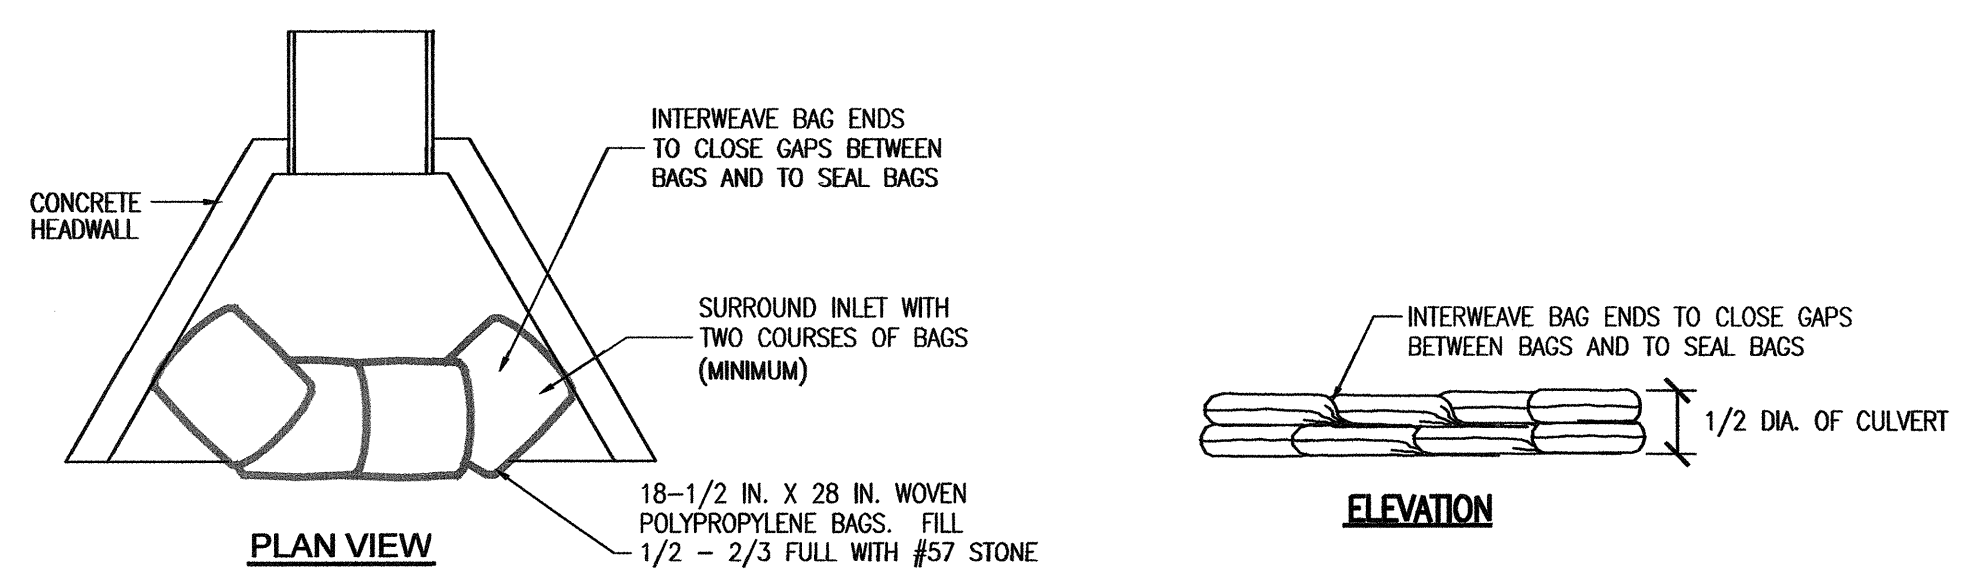 INTERWEAVE BAG ENDS
TO CLOSE GAPS BETWEEN
BAGS AND TO SEAL BAGS
CONCRETE
HEADWALL
SURROUND INLET WITH
TWO COURSES OF BAGS
(MINIMUM)
18-1/2 IN. X 28 IN. WOVEN
POLYPROPYLENE BAGS. FILL
1/2 - 2/3 FULL WITH #57 STONE
PLAN VIEW
INTERWEAVE BAG ENDS TO CLOSE GAPS
BETWEEN BAGS AND TO SEAL BAGS
1/2 DIA. OF CULVERT
ELEVATION